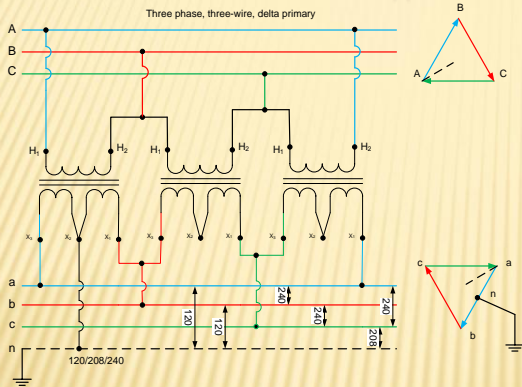 Three phase, three-wire, delta primary
A
B
C
B
A
C
H₁
H₂
H₁
H₂
H₁
H₂
a
b
c
n
120
120
240
240
208
240
120/208/240
c
a
n
b